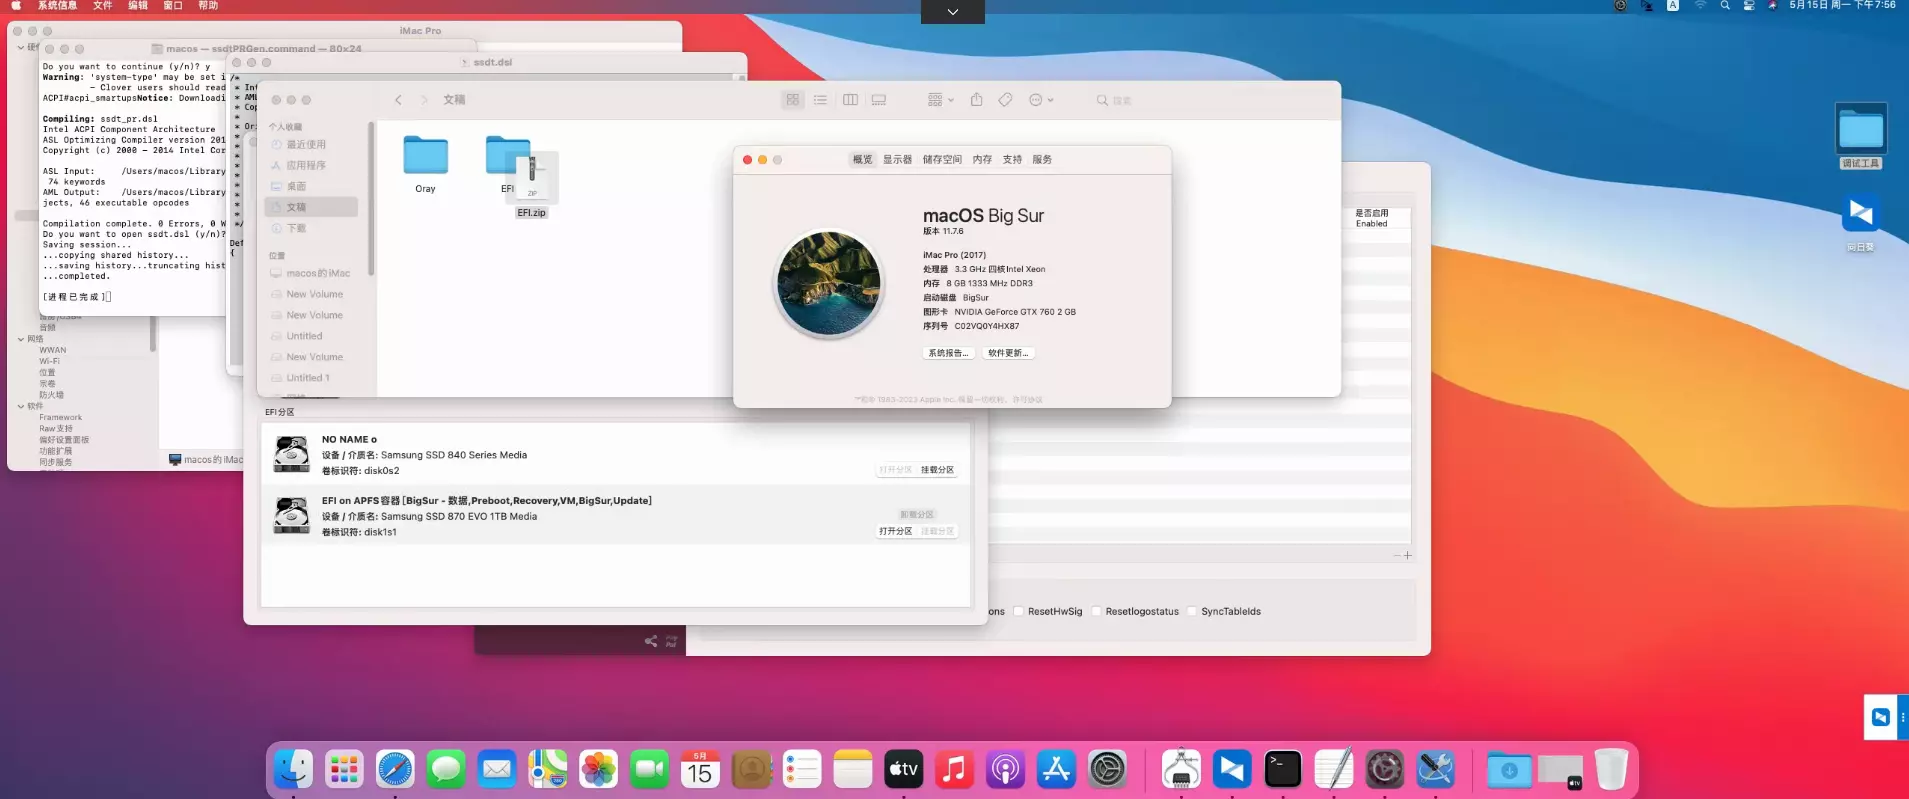 系统信息 文件 编辑 窗口 帮助
A
5月15日 周一 下午7:56
iMac Pro
macos — ssdtPRGen.command — 80×24
Do you want to continue (y/n)? y
Warning: 'system-type' may be set i
- Clover users should read
ACPI#acpi_smartupsNotice: Downloadi
Compiling: ssdt_pr.dsl
Intel ACPI Component Architecture
ASL Optimizing Compiler version 201
Copyright (c) 2000 – 2014 Intel Cor
ASL Input: /Users/macos/Library
74 keywords
AML Output: /Users/macos/Library
jects, 46 executable opcodes
Compilation complete. 0 Errors, 0 W
Do you want to open ssdt.dsl (y/n)?
Saving session...
...copying shared history...
...saving history...truncating hist
...completed.
[进程已完成]
音频
网络
WWAN
Wi-Fi
位置
防火墙
软件
Framework
Raw支持
偏好设置面板
功能扩展
同步服务
macos的 iMac
ssdt.dsl
/*
* Int
* AML
* Cop
*
* Or
*/
Def
{
文稿
搜索
个人收藏
最近使用
应用程序
桌面
文稿
下载
位置
macos的 iMac
New Volume
New Volume
Untitled
New Volume
Untitled 1
Oray
EFI
ZIP
EFI.zip
概览 显示器 储存空间 内存 支持 服务
macOS Big Sur
版本 11.7.6
iMac Pro (2017)
处理器 3.3 GHz 四核Intel Xeon
内存 8 GB 1333 MHz DDR3
启动磁盘 BigSur
图形卡 NVIDIA GeForce GTX 760 2 GB
序列号 C02VQ0Y4HX87
系统报告... 软件更新...
™和© 1983-2023 Apple Inc. 保留一切权利。许可协议
是否启用
Enabled
EFI分区
NO NAME o
设备 / 介质名: Samsung SSD 840 Series Media
卷标识符: disk0s2
打开分区 挂载分区
EFI on APFS容器 [BigSur - 数据,Preboot,Recovery,VM,BigSur,Update]
设备 / 介质名: Samsung SSD 870 EVO 1TB Media
卷标识符: disk1s1
卸载分区
打开分区 挂载分区
ons ResetHwSig Resetlogostatus SyncTableIds
调试工具
向日葵
5月
15
tv